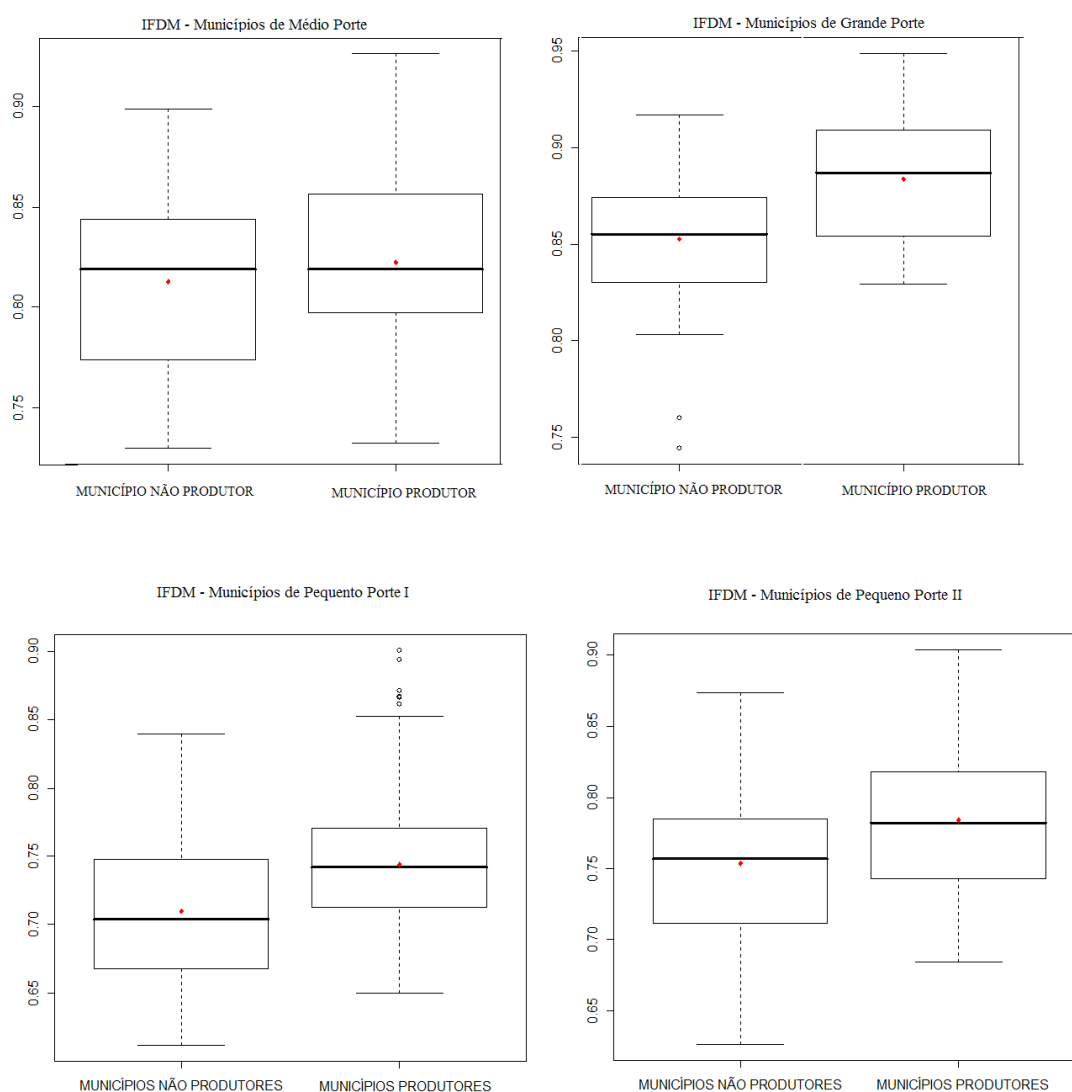 IFDM - Municípios de Médio Porte
0.90
0.85
0.80
0.75
MUNICÍPIO NÃO PRODUTOR
MUNICÍPIO PRODUTOR
IFDM - Municípios de Grande Porte
0.95
0.90
0.85
0.80
0.75
MUNICÍPIO NÃO PRODUTOR
MUNICÍPIO PRODUTOR
IFDM - Municípios de Pequento Porte I
0.90
0.85
0.80
0.75
0.70
0.65
MUNICÍPIOS NÃO PRODUTORES
MUNICÍPIOS PRODUTORES
IFDM - Municípios de Pequeno Porte II
0.90
0.85
0.80
0.75
0.70
0.65
MUNICÍPIOS NÃO PRODUTORES
MUNICÍPIOS PRODUTORES